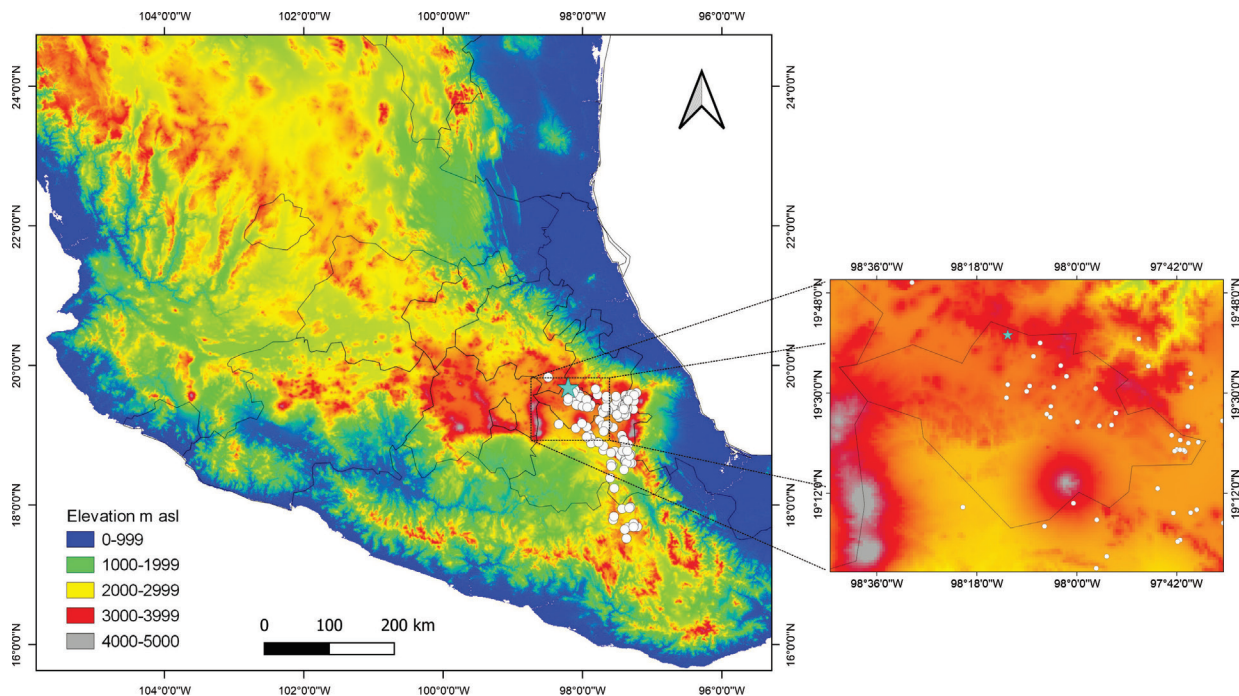 104°0'0"W 102°0'0"W 100°0'0"W 98°0'0"W 96°0'0"W
24°0'0"N 24°0'0"N
22°0'0"N 22°0'0"N
20°0'0"N 20°0'0"N
18°0'0"N 18°0'0"N
16°0'0"N 16°0'0"N
Elevation m asl
0-999
1000-1999
2000-2999
3000-3999
4000-5000
0 100 200 km
104°0'0"W 102°0'0"W 100°0'0"W 98°0'0"W 96°0'0"W
98°36'0"W 98°18'0"W 98°0'0"W 97°42'0"W
19°48'0"N 19°48'0"N
19°30'0"N 19°30'0"N
19°12'0"N 19°12'0"N
98°36'0"W 98°18'0"W 98°0'0"W 97°42'0"W